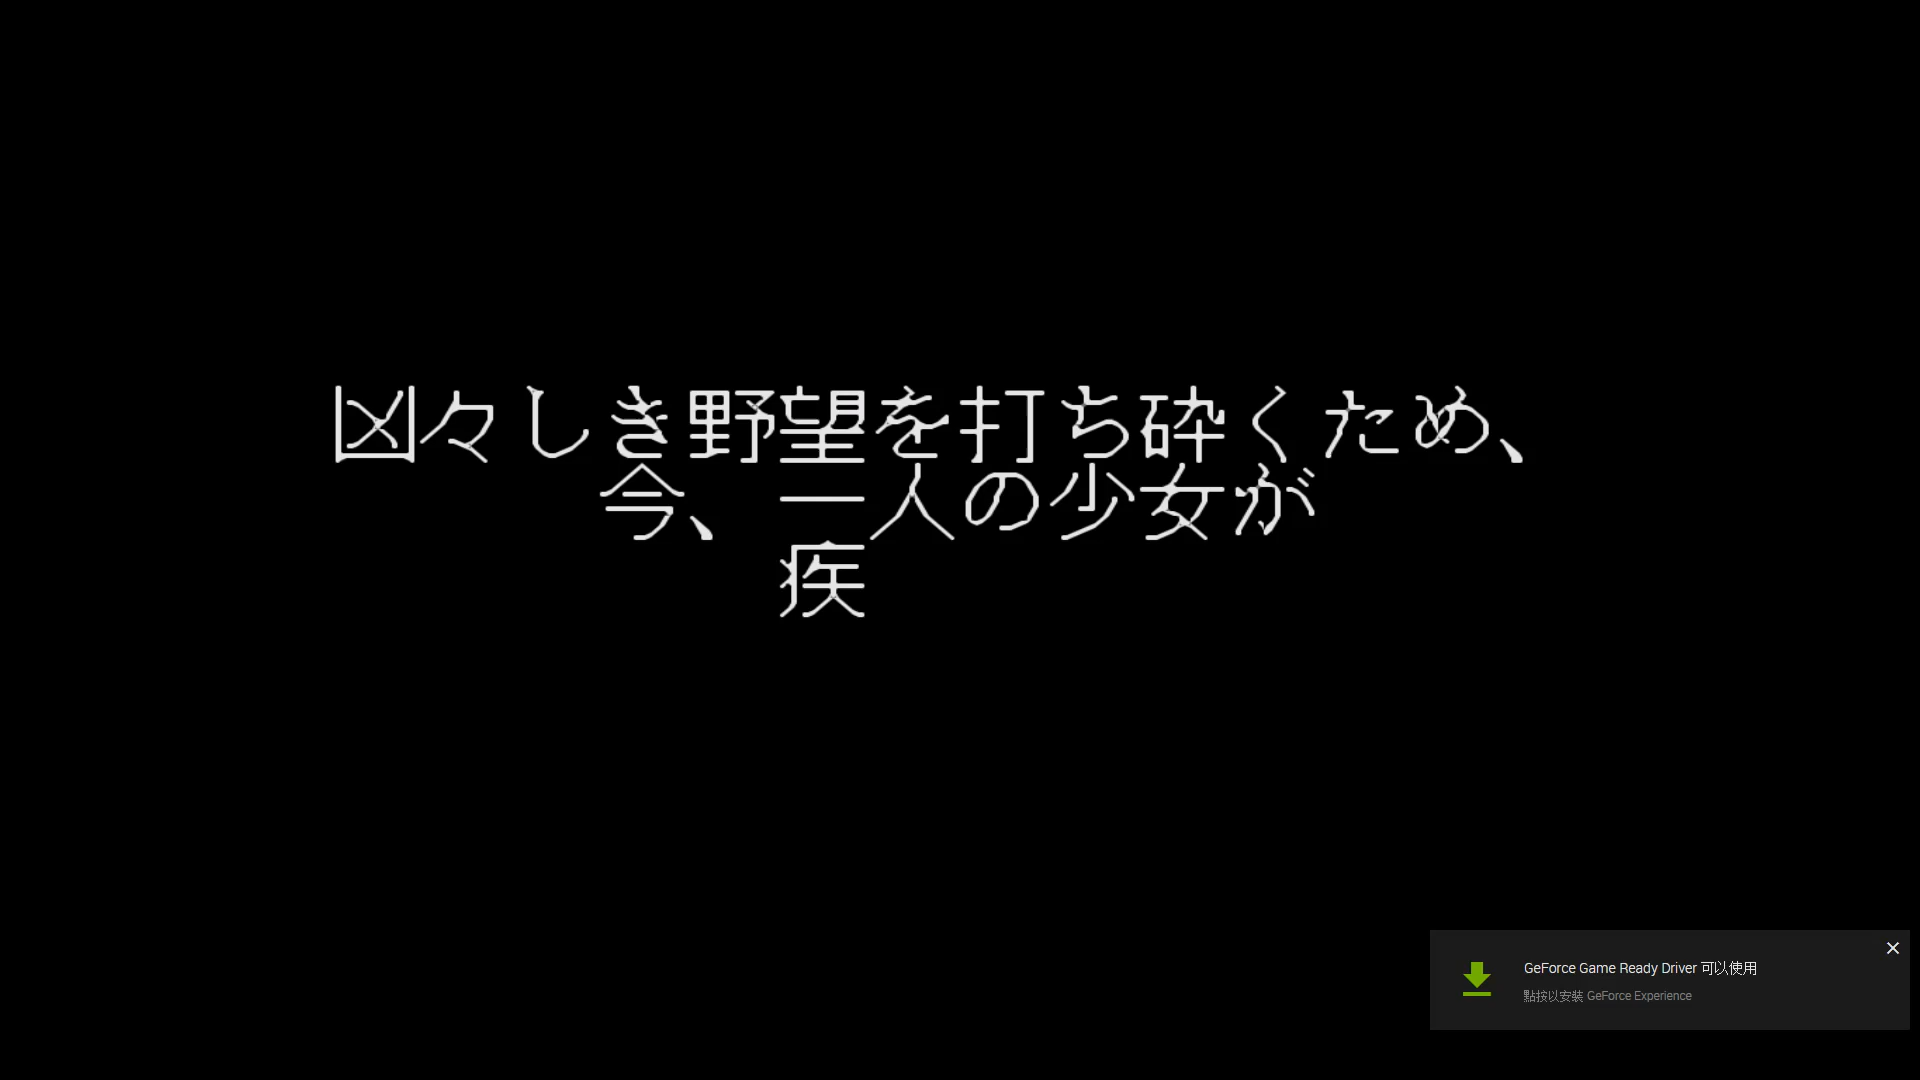 凶々しき野望を打ち砕くため、
今、一人の少女が
疾
GeForce Game Ready Driver 可以使用
點按以安裝 GeForce Experience